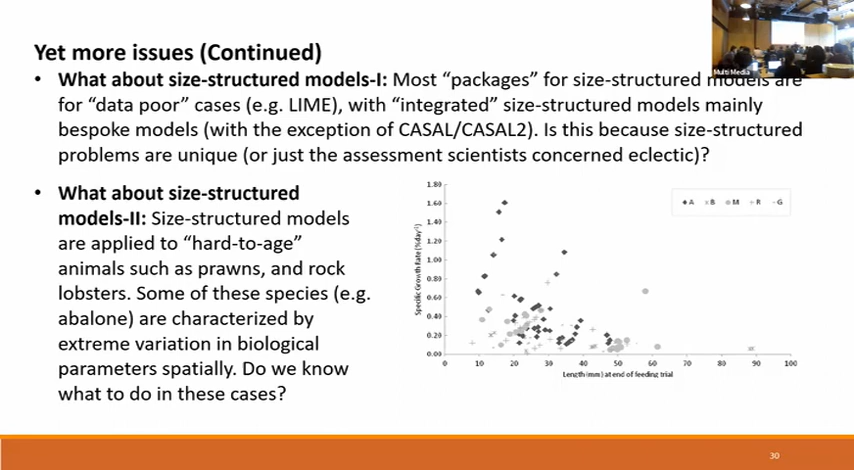 Yet more issues (Continued)
• What about size-structured models-I: Most “packages” for size-structured models are
for “data poor” cases (e.g. LIME), with “integrated” size-structured models mainly
bespoke models (with the exception of CASAL/CASAL2). Is this because size-structured
problems are unique (or just the assessment scientists concerned eclectic)?
• What about size-structured
models-II: Size-structured models
are applied to “hard-to-age”
animals such as prawns, and rock
lobsters. Some of these species (e.g.
abalone) are characterized by
extreme variation in biological
parameters spatially. Do we know
what to do in these cases?
Multi Media
Specific Growth Rate (%day⁻¹)
1.80
1.60
1.40
1.20
1.00
0.80
0.60
0.40
0.20
0.00
0 10 20 30 40 50 60 70 80 90 100
Length (mm) at end of feeding trial
A B M R G
30